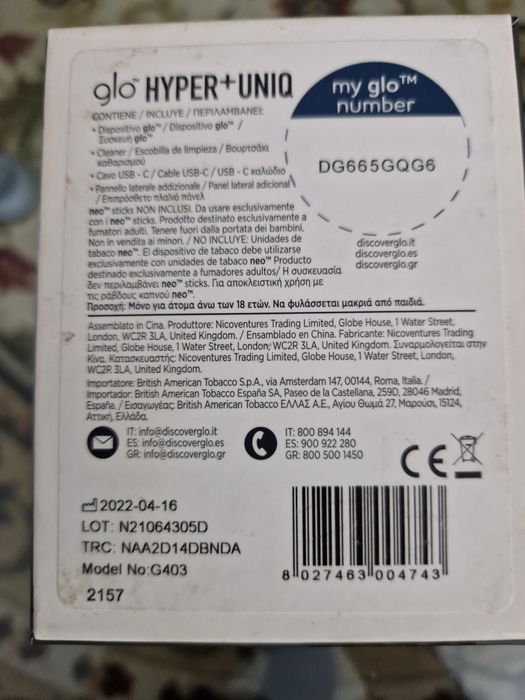 glo™ HYPER+UNIQ
my glo™
number
DG665GQG6
CONTIENE / INCLUYE / ΠΕΡΙΛΑΜΒΑΝΕΙ:
• Dispositivo glo™ / Dispositivo glo™ /
Συσκευή glo™
• Cleaner / Escobilla de limpieza / Βουρτσάκι
καθαρισμού
• Cavo USB - C / Cable USB-C / USB - C καλώδιο
• Pannello laterale addizionale / Panel lateral adicional
/ Επιπρόσθετο πλαϊνό πάνελ
neo™ sticks NON INCLUSI. Da usare esclusivamente
con i neo™ sticks. Prodotto destinato esclusivamente a
fumatori adulti. Tenere fuori dalla portata dei bambini.
Non in vendita ai minori. / NO INCLUYE: Unidades de
tabaco neo™. El dispositivo de tabaco debe utilizarse
exclusivamente con unidades de tabaco neo™ Producto
destinado exclusivamente a fumadores adultos/ Η συσκευασία
δεν περιλαμβάνει neo™ sticks. Για αποκλειστική χρήση με
τις ράβδους καπνού neo™.
Προσοχή: Μόνο για άτομα άνω των 18 ετών. Να φυλάσσεται μακριά από παιδιά.
discoverglo.it
discoverglo.es
discoverglo.gr
Assemblato in Cina. Produttore: Nicoventures Trading Limited, Globe House, 1 Water Street,
London, WC2R 3LA, United Kingdom. / Ensamblado en China. Fabricante: Nicoventures Trading
Limited, Globe House, 1 Water Street, London, WC2R 3LA, United Kingdom. Συναρμολογείται στην
Κίνα. Κατασκευαστής: Nicoventures Trading Limited, Globe House, 1 Water Street, London,
WC2R 3LA, United Kingdom.
Importatore: British American Tobacco S.p.A., via Amsterdam 147, 00144, Roma, Italia. /
Importador: British American Tobacco España SA, Paseo de la Castellana, 259D, 28046 Madrid,
España. / Εισαγωγέας: British American Tobacco ΕΛΛΑΣ Α.Ε., Αγίου Θωμά 27, Μαρούσι, 15124,
Αττική, Ελλάδα.
IT: info@discoverglo.it
ES: info@discoverglo.es
GR: info@discoverglo.gr
IT: 800 894 144
ES: 900 922 280
GR: 800 500 1450
CE
2022-04-16
LOT: N21064305D
TRC: NAA2D14DBNDA
Model No:G403
2157
8 027463 004743